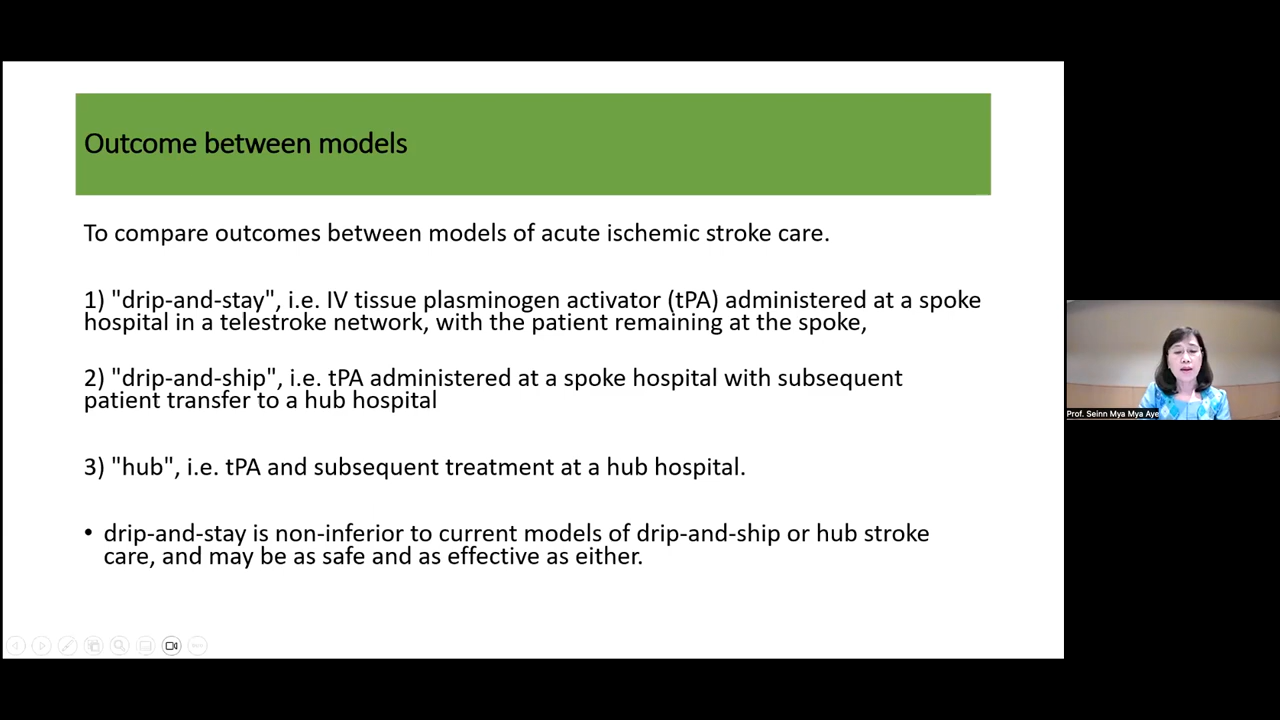 Outcome between models
To compare outcomes between models of acute ischemic stroke care.
1) "drip-and-stay", i.e. IV tissue plasminogen activator (tPA) administered at a spoke
hospital in a telestroke network, with the patient remaining at the spoke,
2) "drip-and-ship", i.e. tPA administered at a spoke hospital with subsequent
patient transfer to a hub hospital
3) "hub", i.e. tPA and subsequent treatment at a hub hospital.
• drip-and-stay is non-inferior to current models of drip-and-ship or hub stroke
care, and may be as safe and as effective as either.
Prof. Seinn Mya Mya Aye